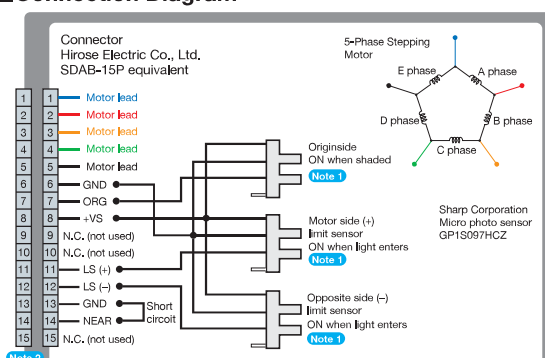 Connection Diagram
Connector
Hirose Electric Co., Ltd.
SDAB-15P equivalent
1 1 Motor lead
2 2 Motor lead
3 3 Motor lead
4 4 Motor lead
5 5 Motor lead
6 6 GND
7 7 ORG
8 8 +VS
9 9 N.C. (not used)
10 10 N.C. (not used)
11 11 LS (+)
12 12 LS (–)
13 13 GND
14 14 NEAR
15 15 N.C. (not used)
Short
circoit
Note 2
Originside
ON when shaded
Note 1
Motor side (+)
limit sensor
ON when light enters
Note 1
Opposite side (–)
limit sensor
ON when light enters
Note 1
5-Phase Stepping
Motor
E phase
A phase
D phase
B phase
C phase
Sharp Corporation
Micro photo sensor
GP1S097HCZ